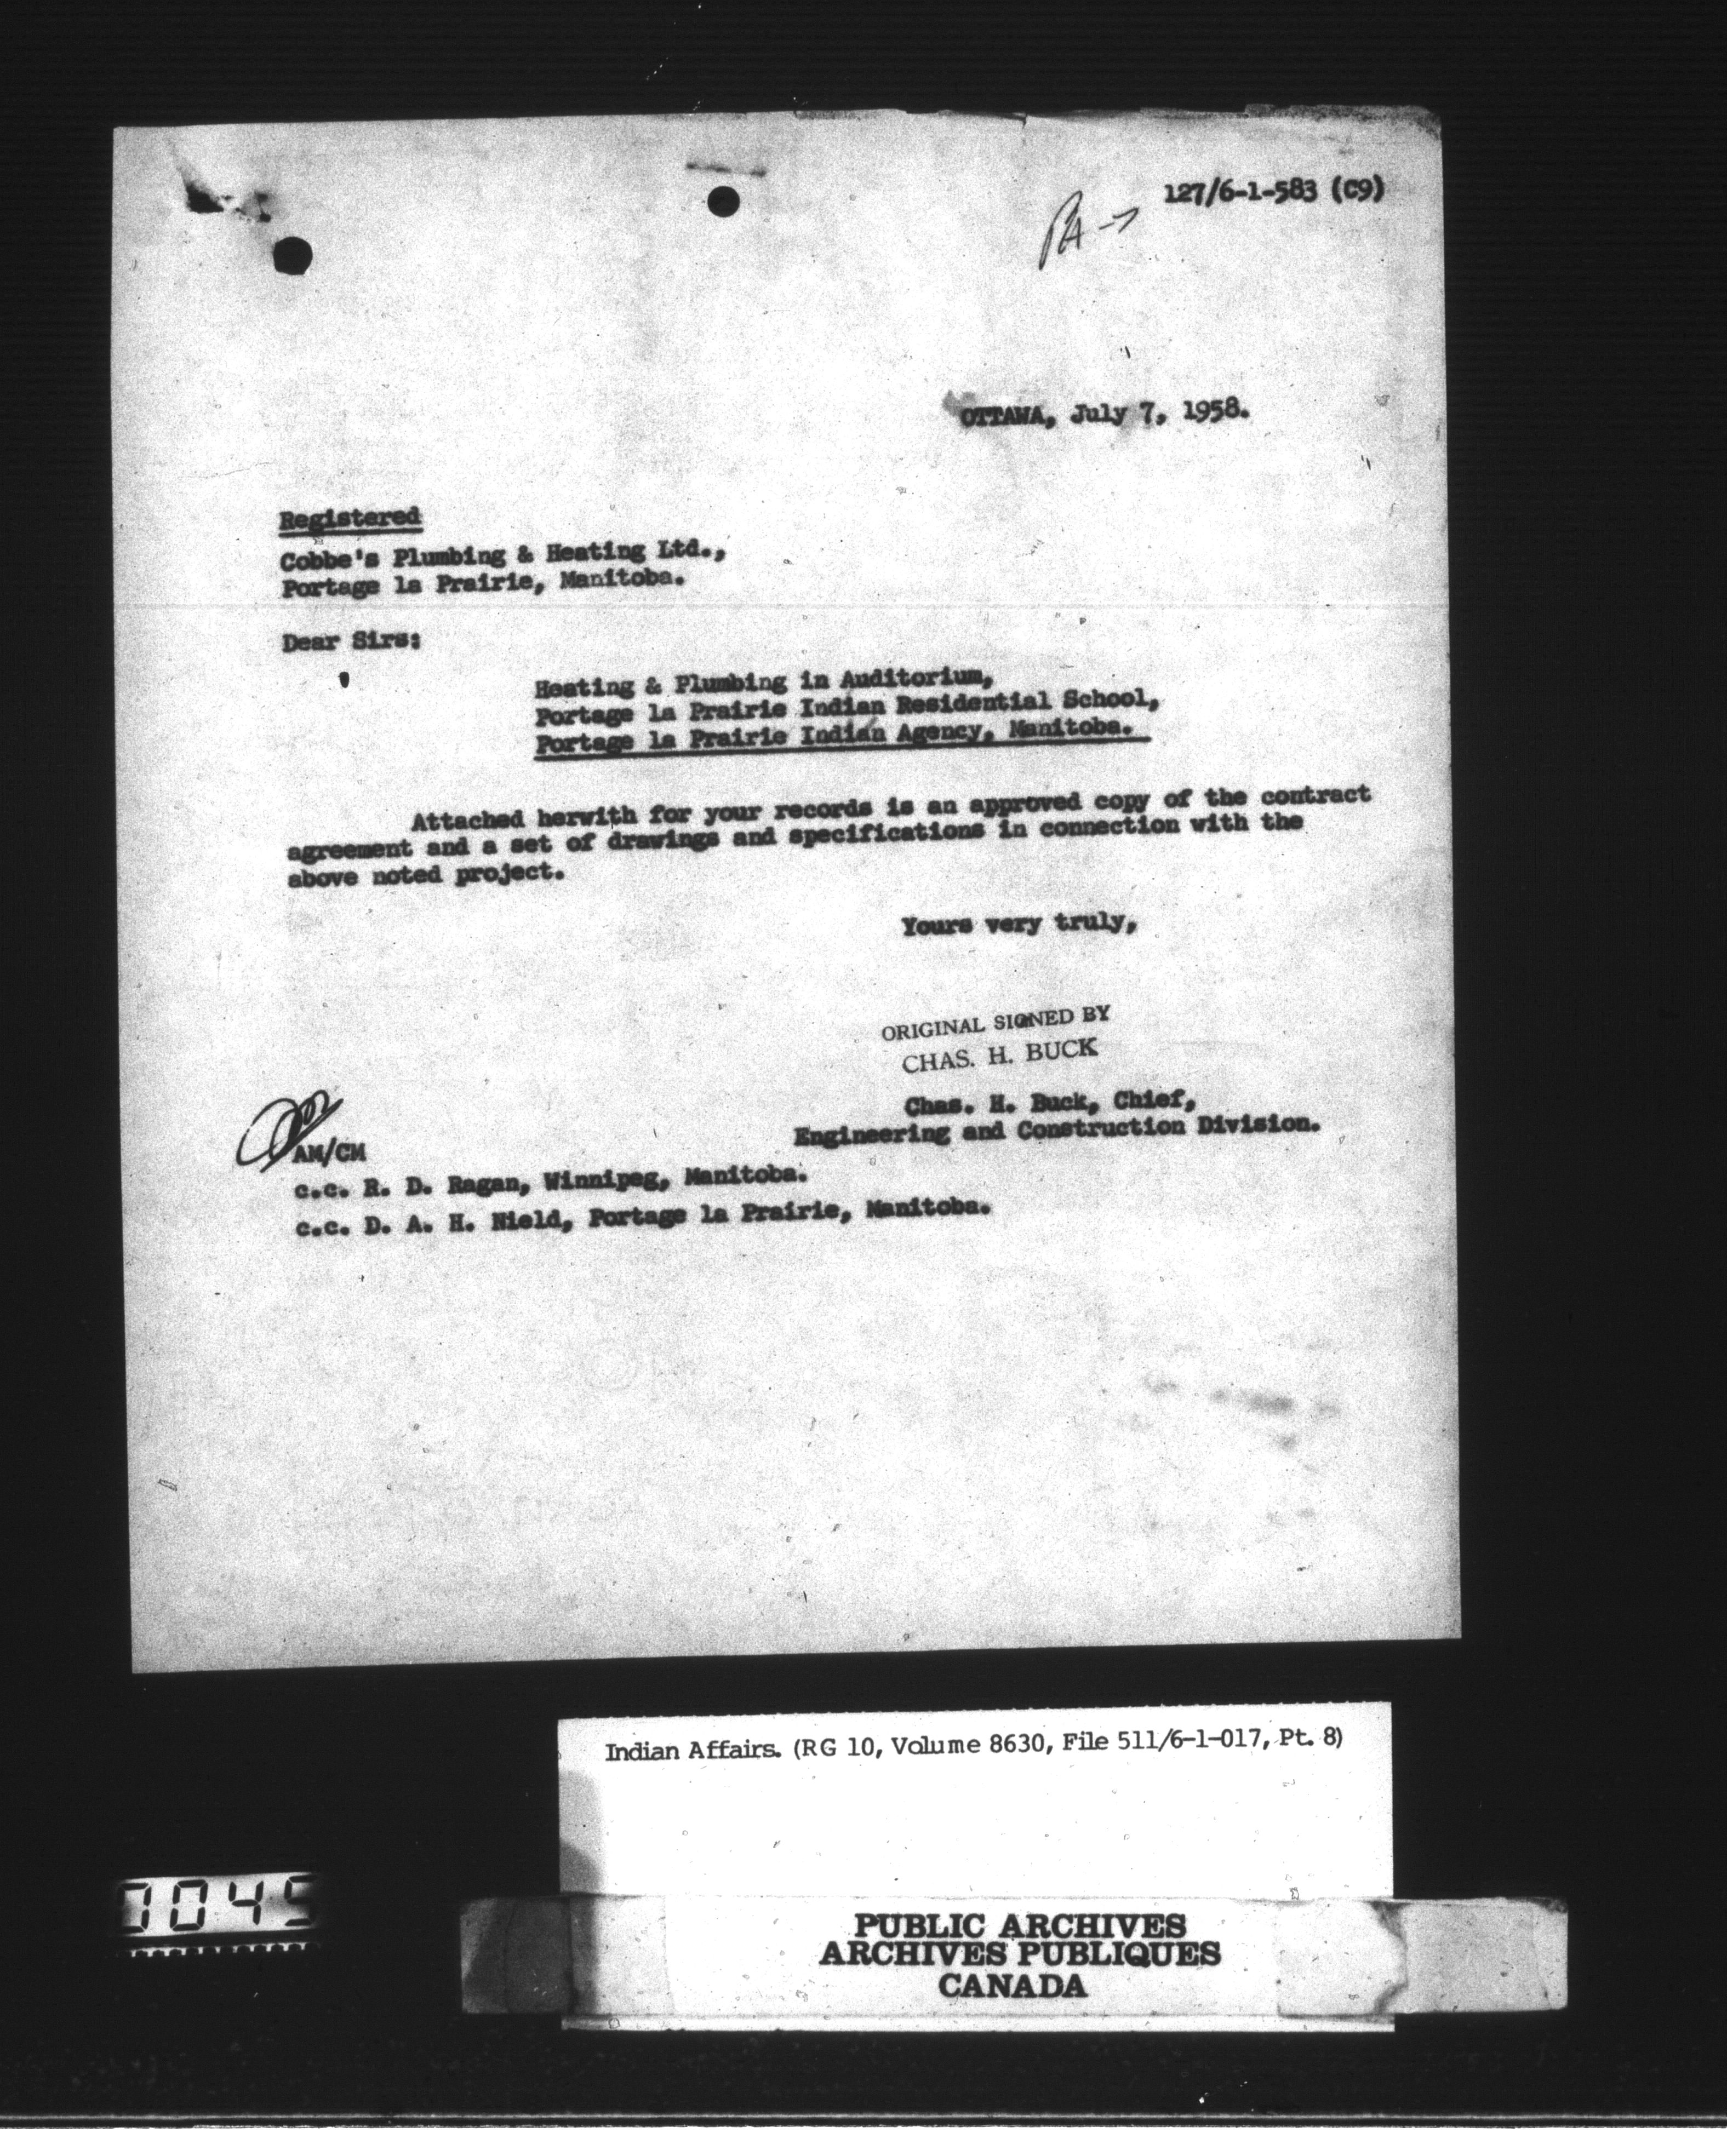 127/6-1-583 (C9)
PA →
OTTAWA, July 7, 1958.
Registered
Cobbe's Plumbing & Heating Ltd.,
Portage la Prairie, Manitoba.
Dear Sirs:
Heating & Plumbing in Auditorium,
Portage la Prairie Indian Residential School,
Portage la Prairie Indian Agency, Manitoba.
Attached herwith for your records is an approved copy of the contract
agreement and a set of drawings and specifications in connection with the
above noted project.
Yours very truly,
ORIGINAL SIGNED BY
CHAS. H. BUCK
Chas. H. Buck, Chief,
Engineering and Construction Division.
AM/CM
c.c. R. D. Ragan, Winnipeg, Manitoba.
c.c. D. A. H. Nield, Portage la Prairie, Manitoba.
Indian Affairs. (RG 10, Volume 8630, File 511/6-1-017, Pt. 8)
0045
PUBLIC ARCHIVES
ARCHIVES PUBLIQUES
CANADA